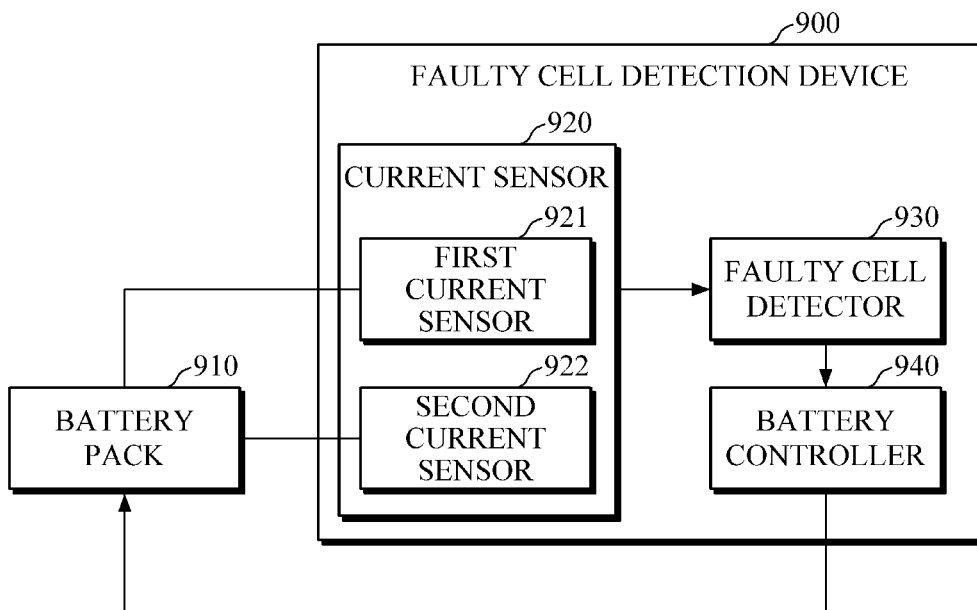 900
FAULTY CELL DETECTION DEVICE
920
CURRENT SENSOR
921
FIRST
CURRENT
SENSOR
930
FAULTY CELL
DETECTOR
910
BATTERY
PACK
922
SECOND
CURRENT
SENSOR
940
BATTERY
CONTROLLER